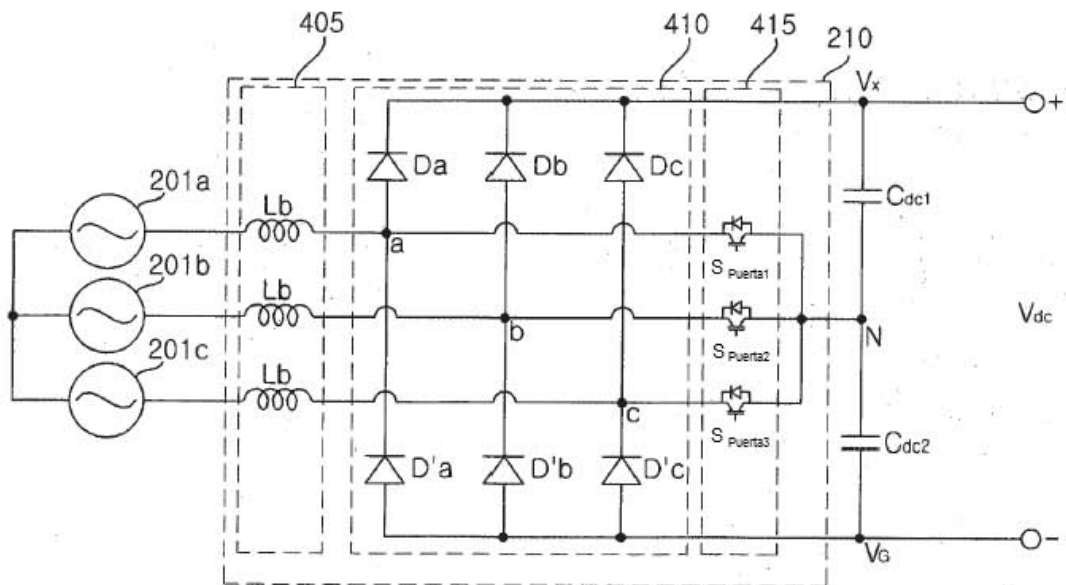 405
410
415
210
Vx
+
Da
Db
Dc
201a
Lb
a
Cdc1
S Puerta1
201b
Lb
b
N
Vdc
S Puerta2
201c
Lb
c
S Puerta3
Cdc2
D'a
D'b
D'c
VG
-